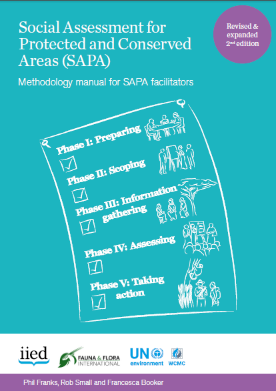 Social Assessment for
Protected and Conserved
Areas (SAPA)
Revised &
expanded
2nd edition
Methodology manual for SAPA facilitators
Phase I: Preparing
Phase II: Scoping
Phase III: Information
gathering
Phase IV: Assessing
Phase V: Taking
action
iied
FAUNA & FLORA
INTERNATIONAL
UN
environment
WCMC
Phil Franks, Rob Small and Francesca Booker